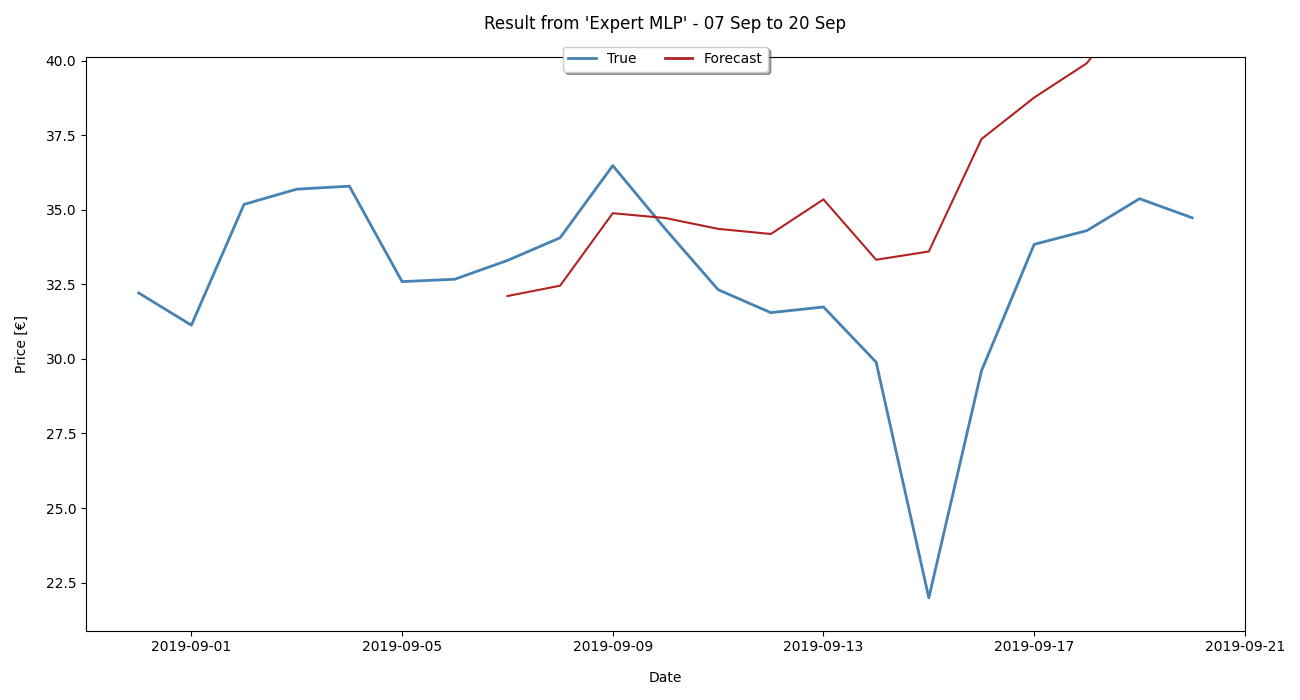 Result from 'Expert MLP' - 07 Sep to 20 Sep
True Forecast
40.0
37.5
35.0
32.5
30.0
27.5
25.0
22.5
Price [€]
2019-09-01 2019-09-05 2019-09-09 2019-09-13 2019-09-17 2019-09-21
Date